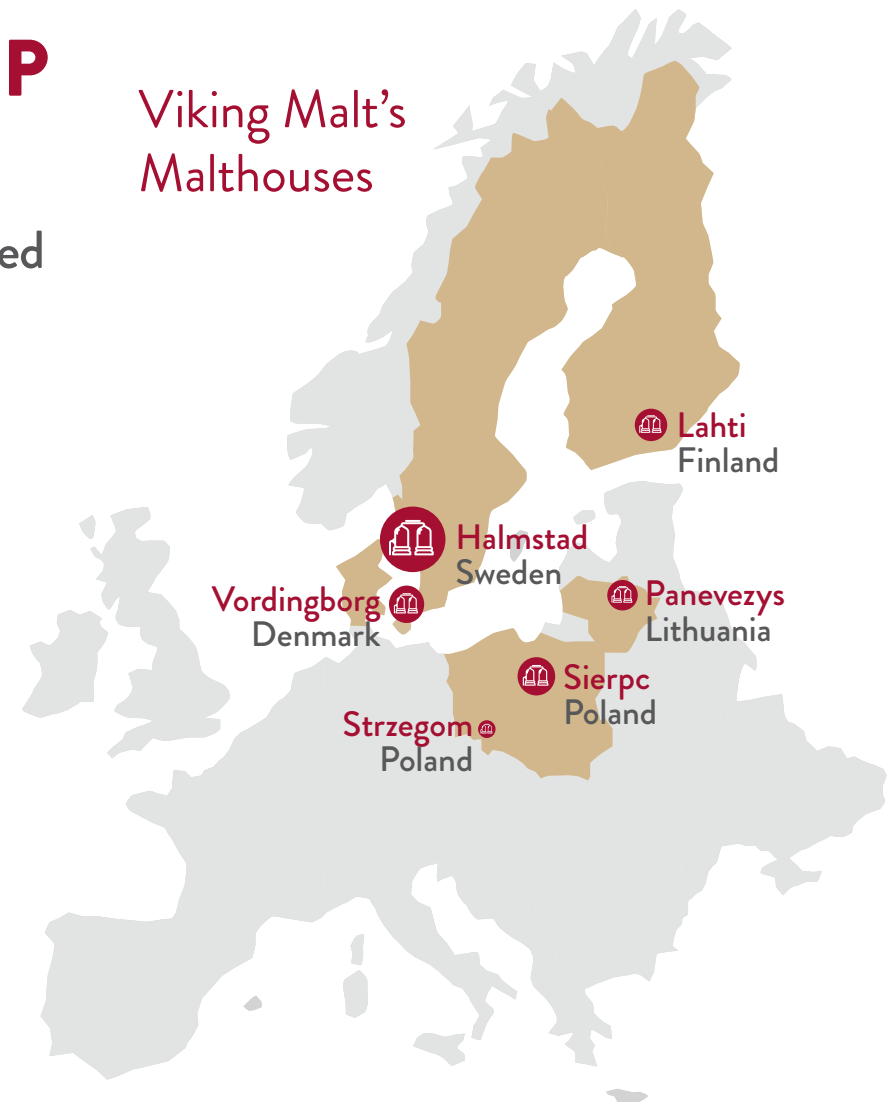 P
Viking Malt’s
Malthouses
ed
Lahti
Finland
Halmstad
Sweden
Vordingborg
Denmark
Panevezys
Lithuania
Sierpc
Poland
Strzegom
Poland